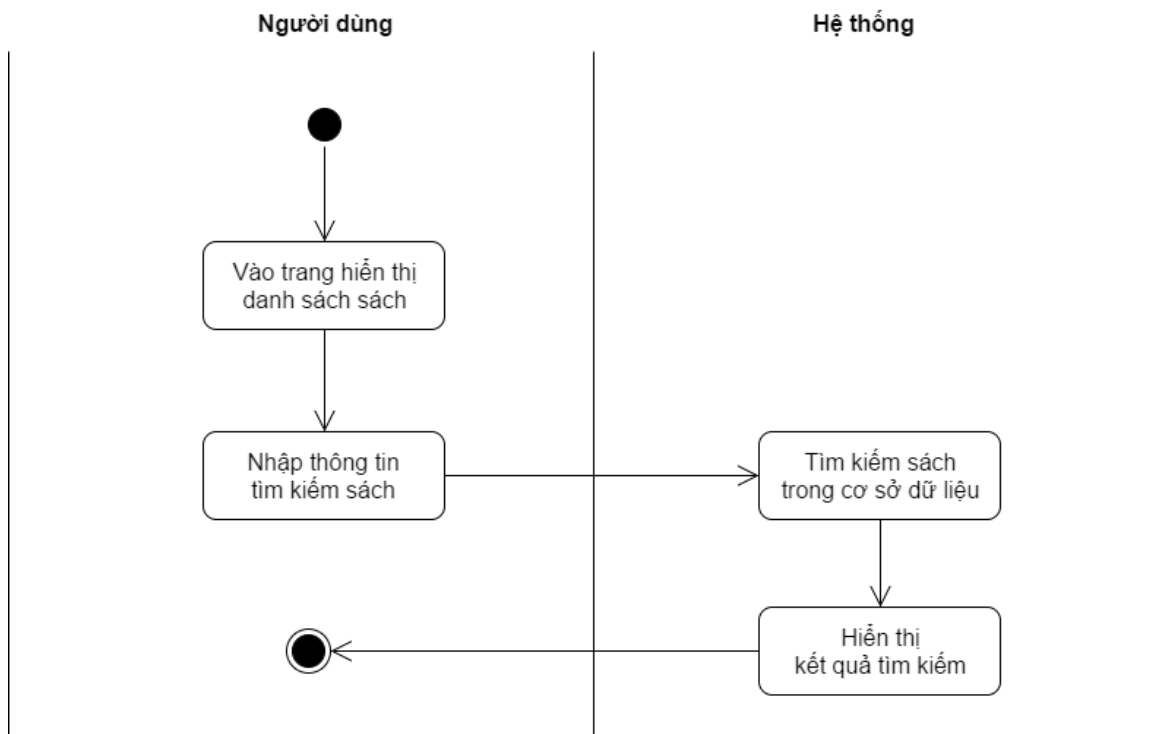 Người dùng
Hệ thống
Vào trang hiển thị
danh sách sách
Nhập thông tin
tìm kiếm sách
Tìm kiếm sách
trong cơ sở dữ liệu
Hiển thị
kết quả tìm kiếm